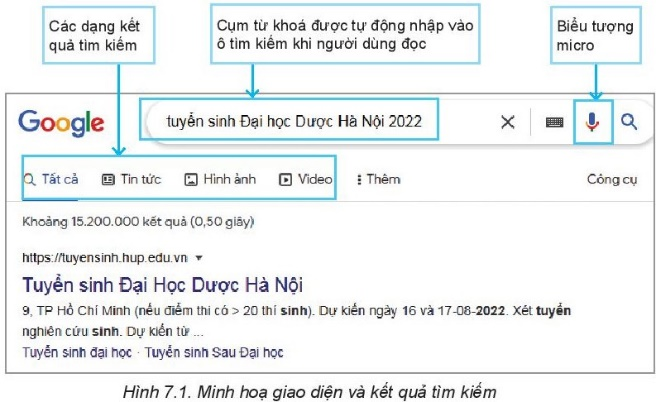 Các dạng kết
quả tìm kiếm
Cụm từ khoá được tự động nhập vào
ô tìm kiếm khi người dùng đọc
Biểu tượng
micro
Google
tuyển sinh Đại học Dược Hà Nội 2022
Tất cả Tin tức Hình ảnh Video Thêm Công cụ
Khoảng 15.200.000 kết quả (0,50 giây)
https://tuyensinh.hup.edu.vn
Tuyển sinh Đại Học Dược Hà Nội
9, TP Hồ Chí Minh (nếu điểm thi có > 20 thí sinh). Dự kiến ngày 16 và 17-08-2022. Xét tuyển
nghiên cứu sinh. Dự kiến từ ...
Tuyển sinh đại học · Tuyển sinh Sau Đại học
Hình 7.1. Minh hoạ giao diện và kết quả tìm kiếm